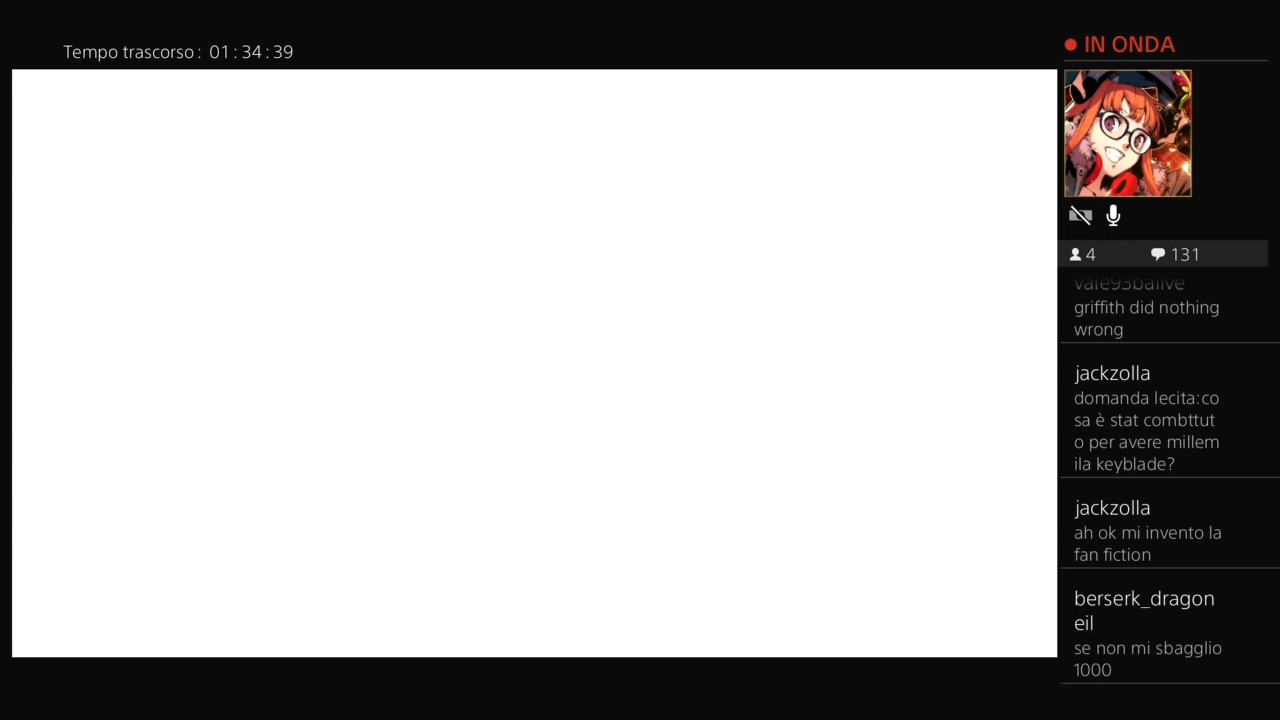 Tempo trascorso: 01:34:39
IN ONDA
4 131
vale93balive
griffith did nothing
wrong
jackzolla
domanda lecita:co
sa è stat combttut
o per avere millem
ila keyblade?
jackzolla
ah ok mi invento la
fan fiction
berserk_dragon
eil
se non mi sbagglio
1000